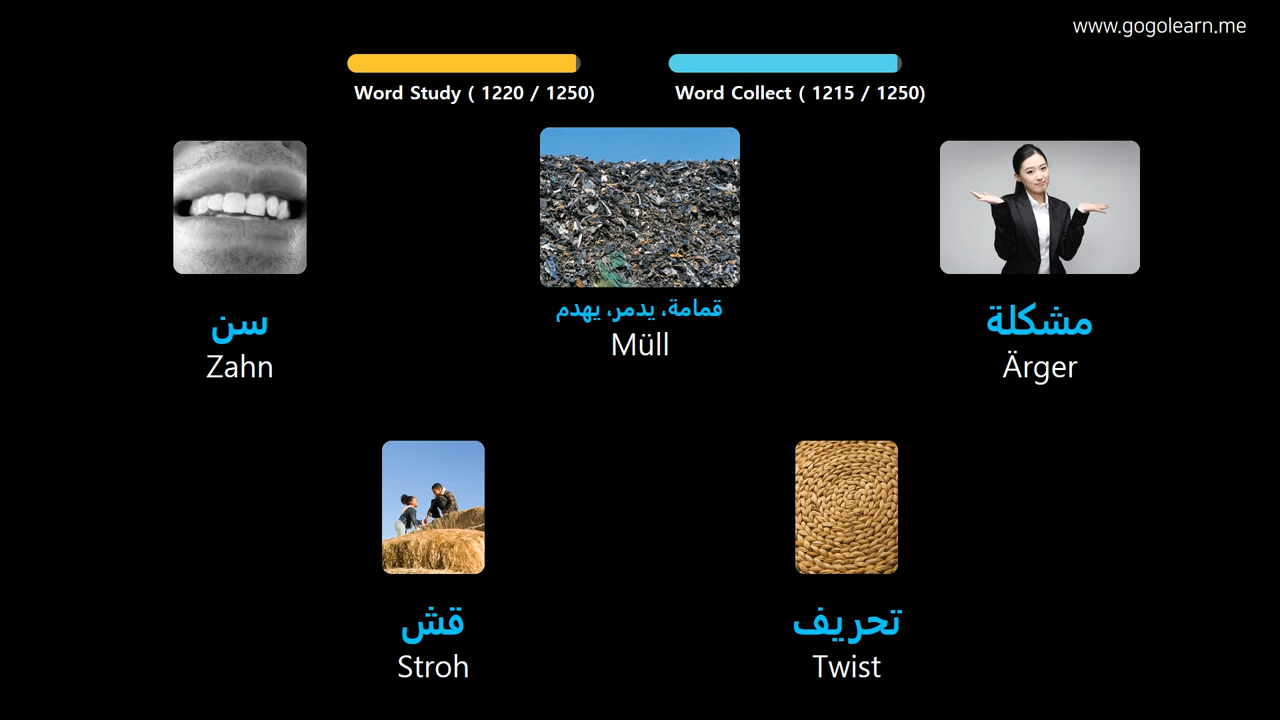 www.gogolearn.me
Word Study ( 1220 / 1250)
Word Collect ( 1215 / 1250)
سن
Zahn
قمامة، يدمر، يهدم
Müll
مشكلة
Ärger
قش
Stroh
تحريف
Twist